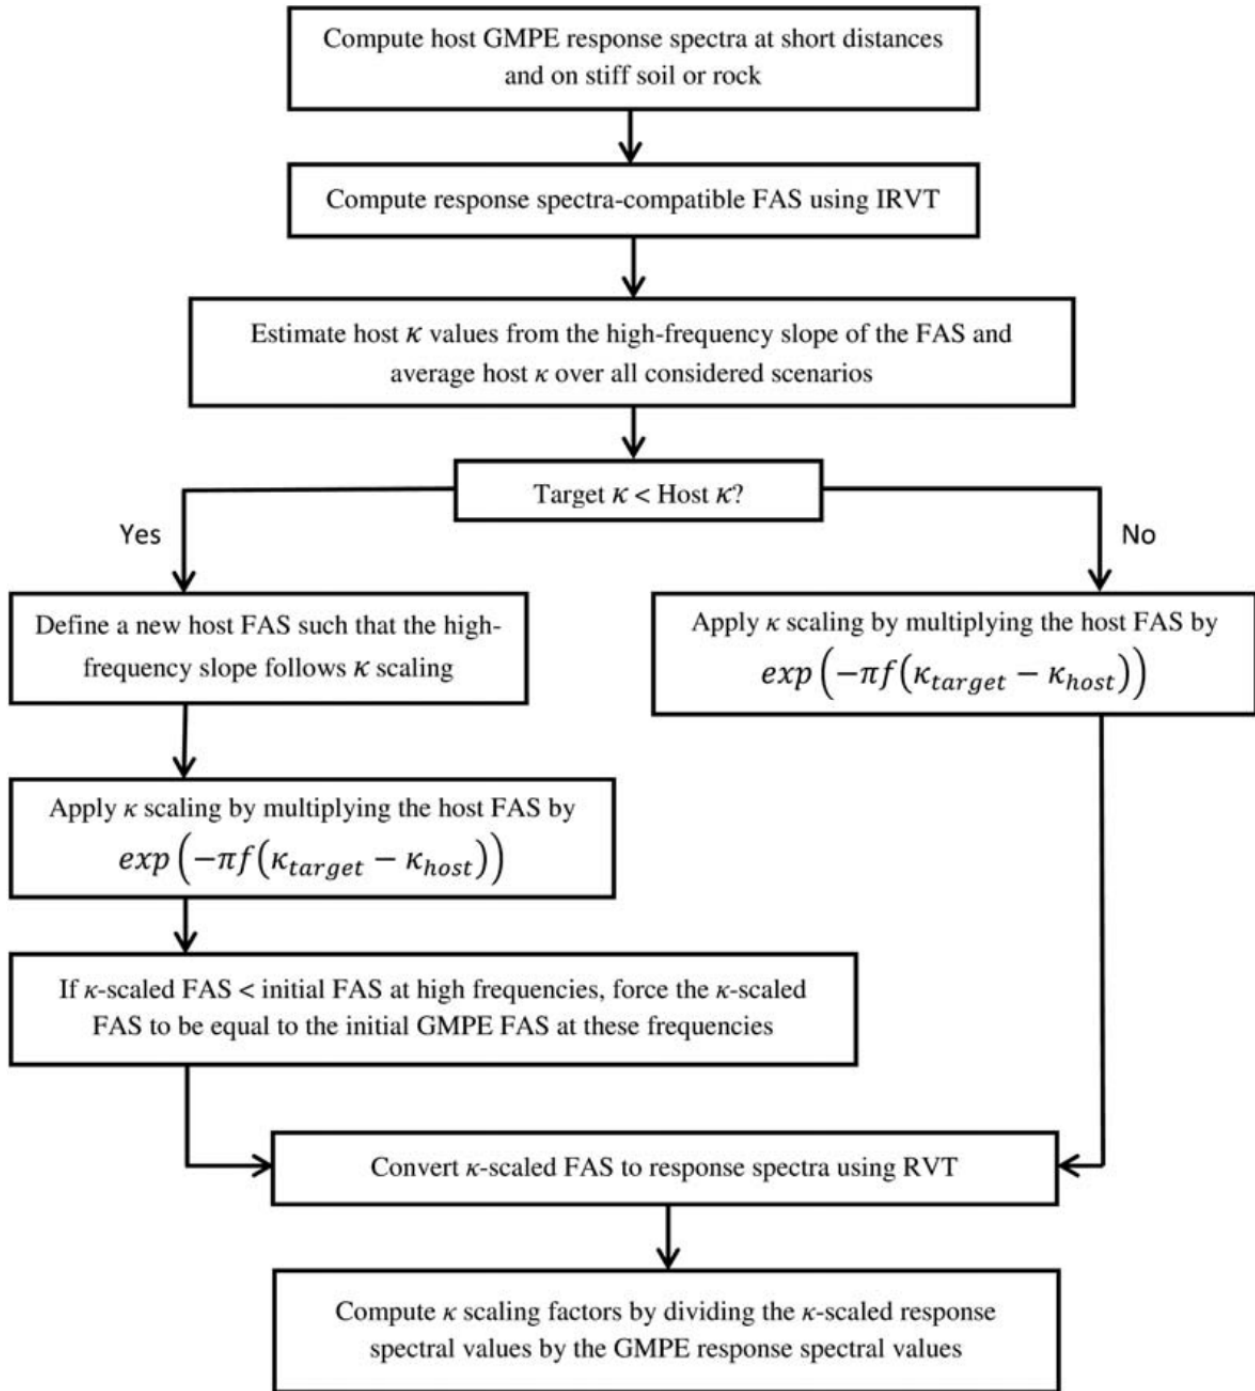 Compute host GMPE response spectra at short distances
and on stiff soil or rock
Compute response spectra-compatible FAS using IRVT
Estimate host κ values from the high-frequency slope of the FAS and
average host κ over all considered scenarios
Target κ < Host κ?
Yes
No
Define a new host FAS such that the high-
frequency slope follows κ scaling
Apply κ scaling by multiplying the host FAS by
exp(−πf(κ_target − κ_host))
Apply κ scaling by multiplying the host FAS by
exp(−πf(κ_target − κ_host))
If κ-scaled FAS < initial FAS at high frequencies, force the κ-scaled
FAS to be equal to the initial GMPE FAS at these frequencies
Convert κ-scaled FAS to response spectra using RVT
Compute κ scaling factors by dividing the κ-scaled response
spectral values by the GMPE response spectral values